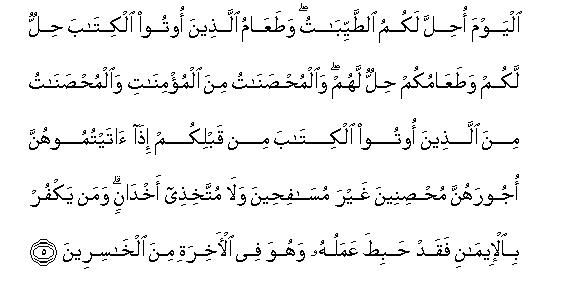 ٱلْيَوْمَ أُحِلَّ لَكُمُ ٱلطَّيِّبَـٰتُ ۖ وَطَعَامُ ٱلَّذِينَ أُوتُوا۟ ٱلْكِتَـٰبَ حِلٌّۭ
لَّكُمْ وَطَعَامُكُمْ حِلٌّۭ لَّهُمْ ۖ وَٱلْمُحْصَنَـٰتُ مِنَ ٱلْمُؤْمِنَـٰتِ وَٱلْمُحْصَنَـٰتُ
مِنَ ٱلَّذِينَ أُوتُوا۟ ٱلْكِتَـٰبَ مِن قَبْلِكُمْ إِذَآ ءَاتَيْتُمُوهُنَّ
أُجُورَهُنَّ مُحْصِنِينَ غَيْرَ مُسَـٰفِحِينَ وَلَا مُتَّخِذِىٓ أَخْدَانٍۢ ۗ وَمَن يَكْفُرْ
بِٱلْإِيمَـٰنِ فَقَدْ حَبِطَ عَمَلُهُۥ وَهُوَ فِى ٱلْـَٔاخِرَةِ مِنَ ٱلْخَـٰسِرِينَ ۝٥